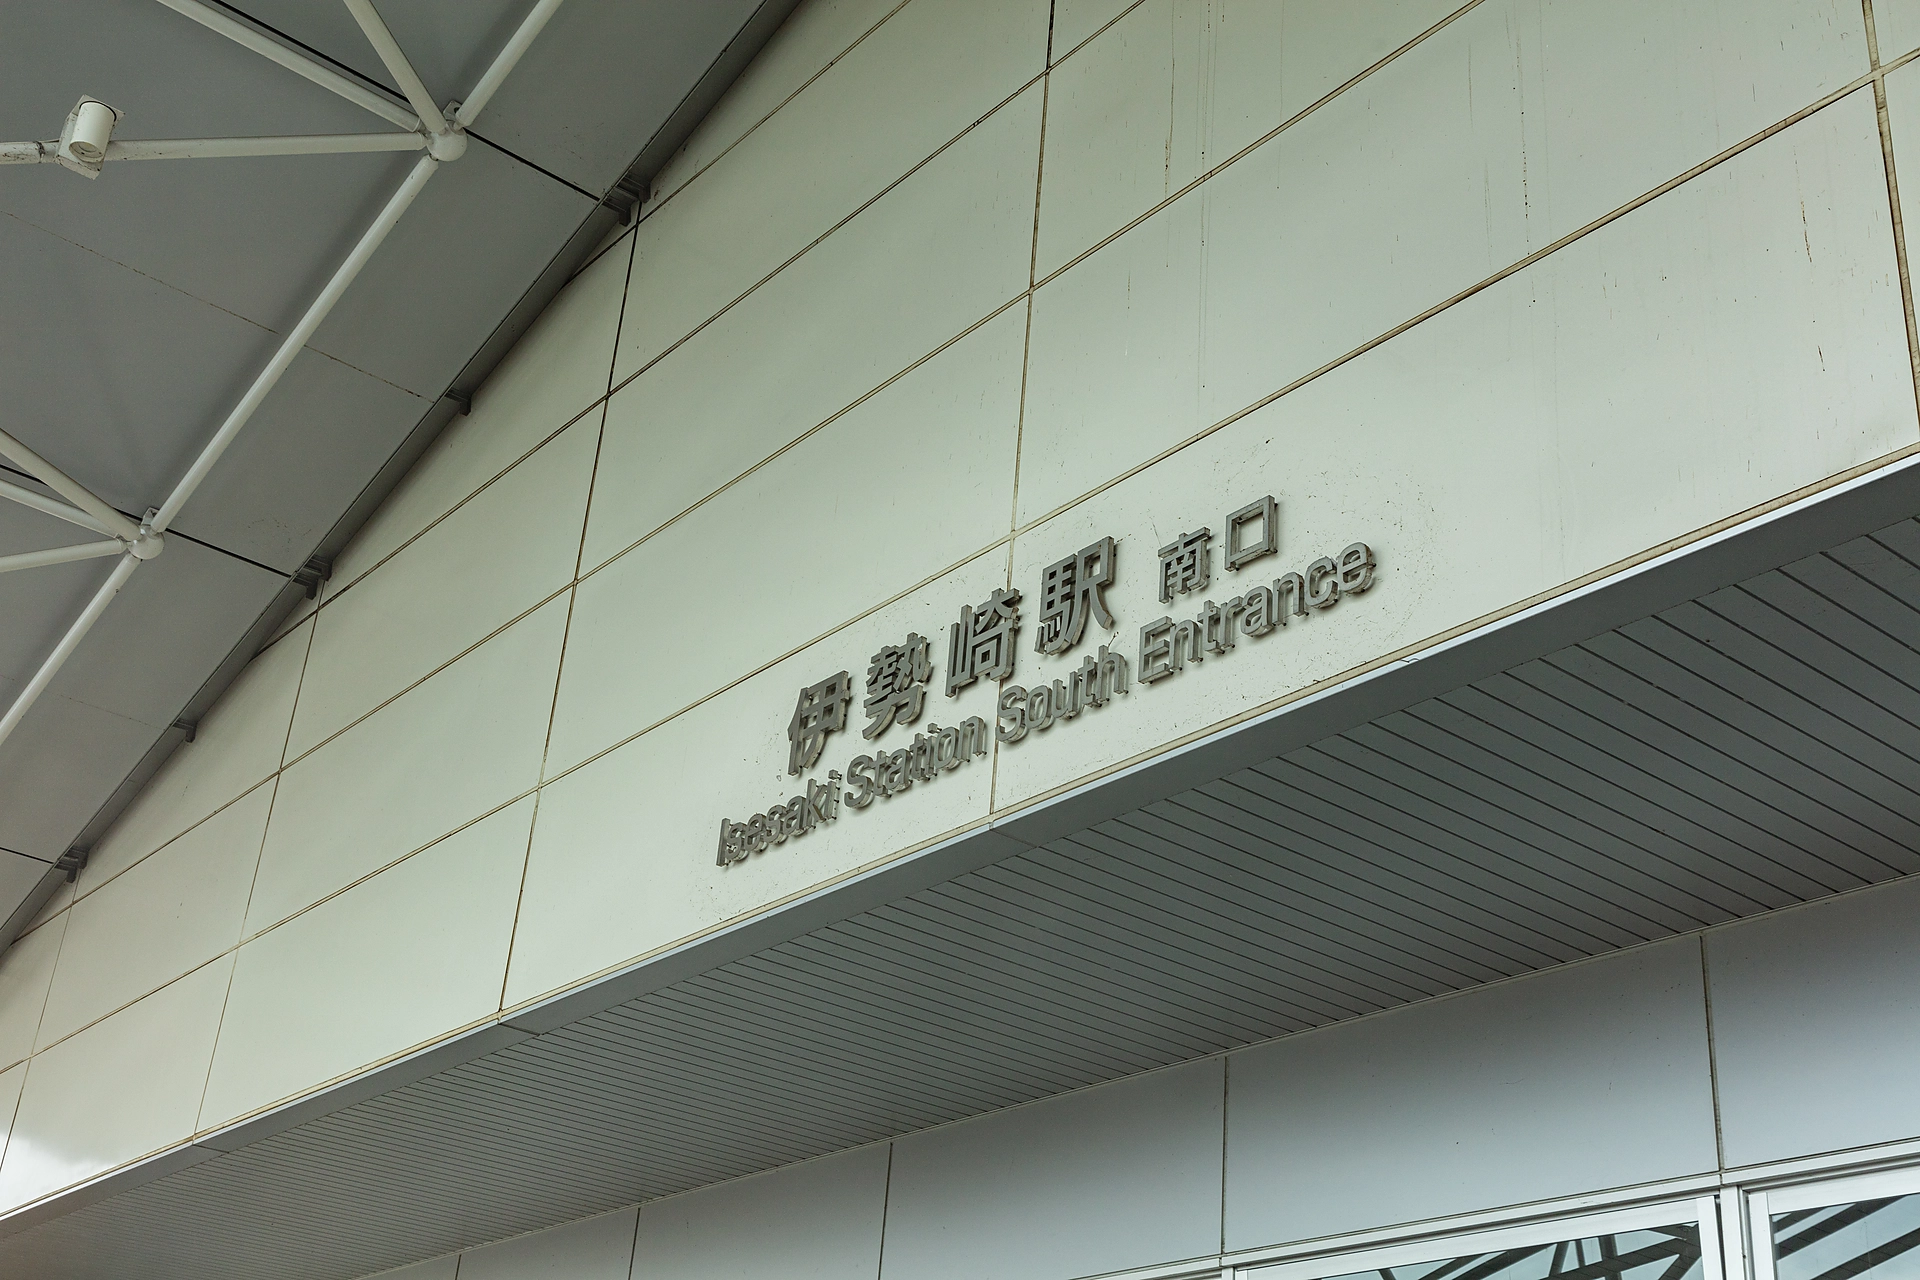 伊勢崎駅 南口
Isesaki Station South Entrance